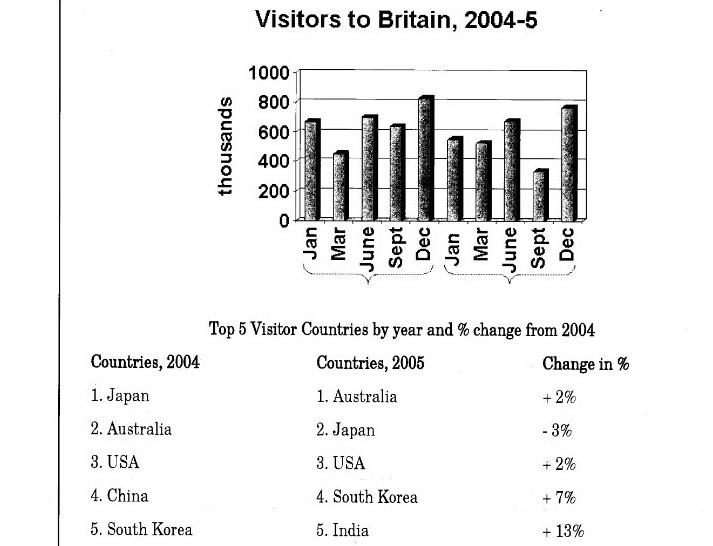 Visitors to Britain, 2004-5
thousands
1000
800
600
400
200
0
Jan Mar June Sept Dec Jan Mar June Sept Dec
Top 5 Visitor Countries by year and % change from 2004
Countries, 2004 Countries, 2005 Change in %
1. Japan 1. Australia + 2%
2. Australia 2. Japan - 3%
3. USA 3. USA + 2%
4. China 4. South Korea + 7%
5. South Korea 5. India + 13%